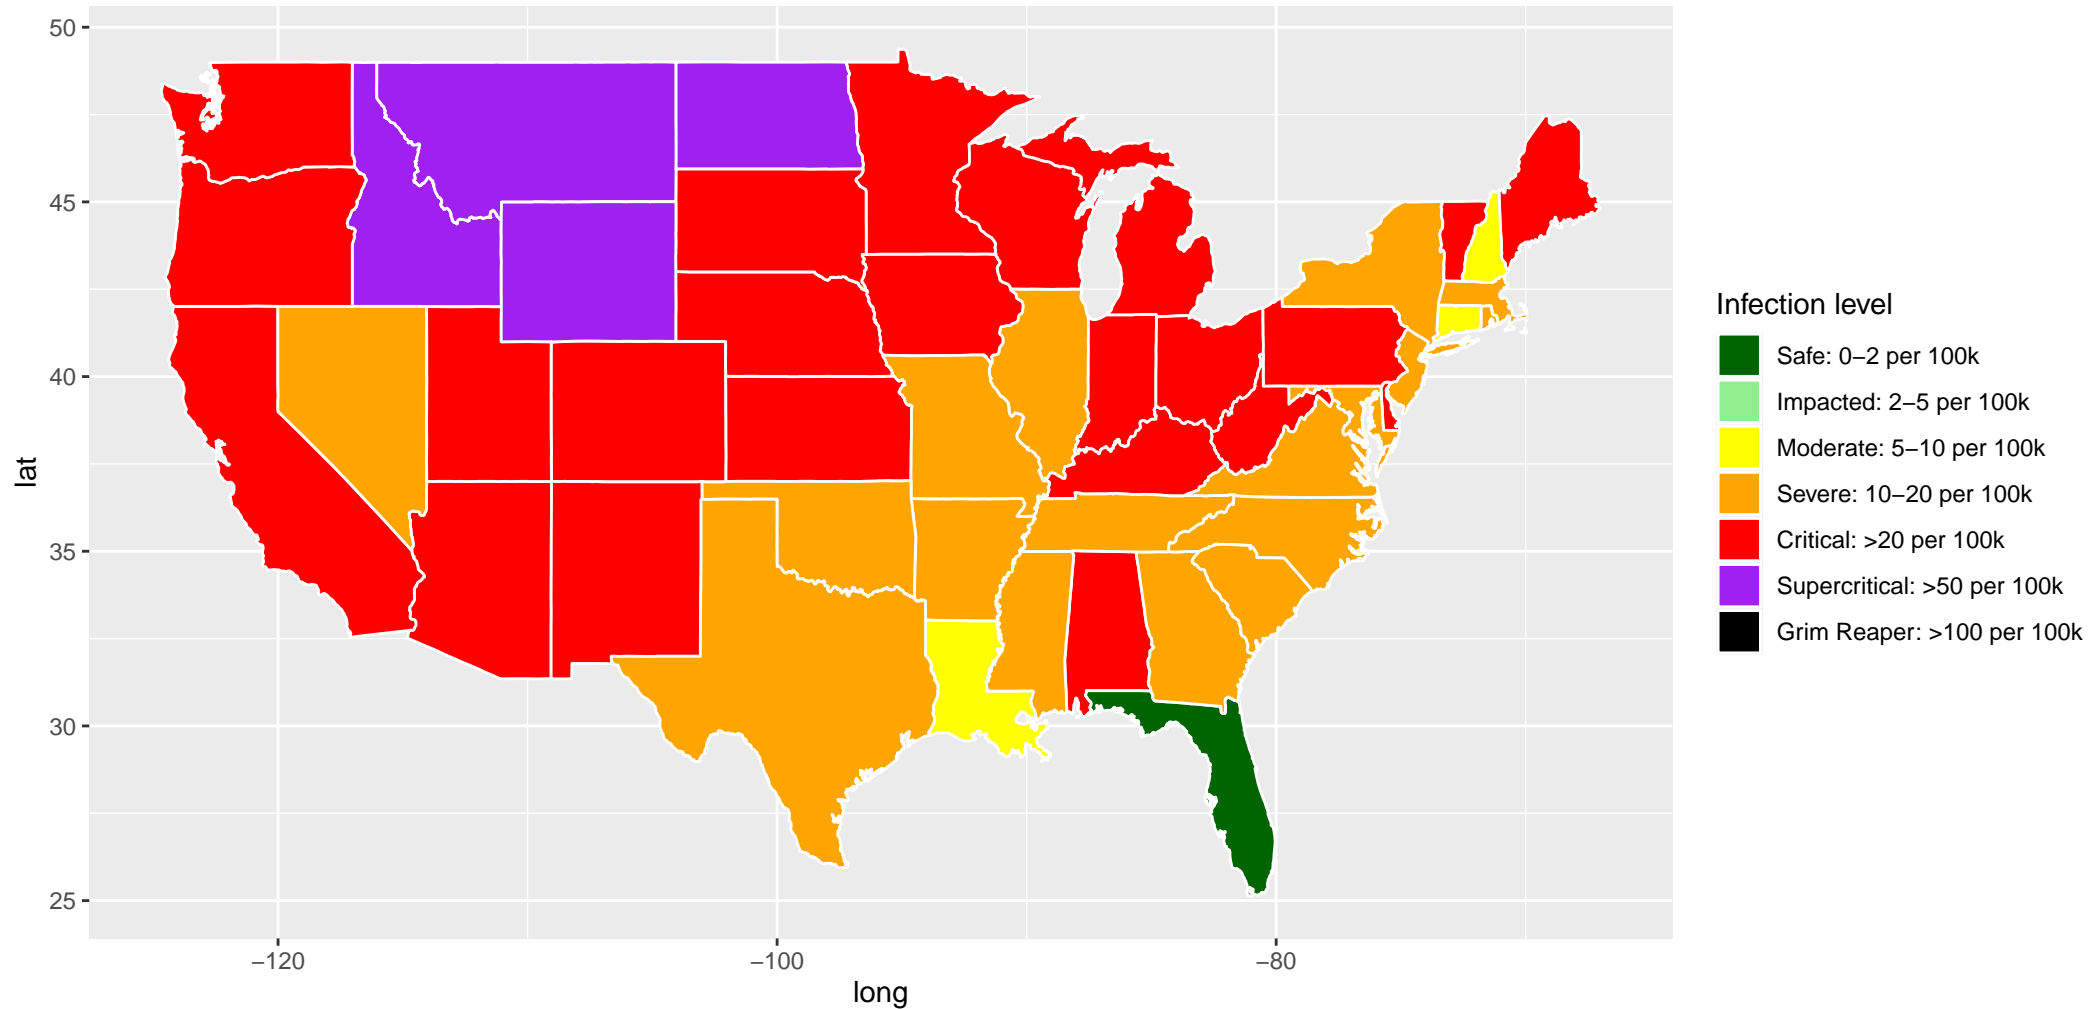 50
45
40
35
30
25
lat
−120
−100
−80
long
Infection level
Safe: 0−2 per 100k
Impacted: 2−5 per 100k
Moderate: 5−10 per 100k
Severe: 10−20 per 100k
Critical: >20 per 100k
Supercritical: >50 per 100k
Grim Reaper: >100 per 100k